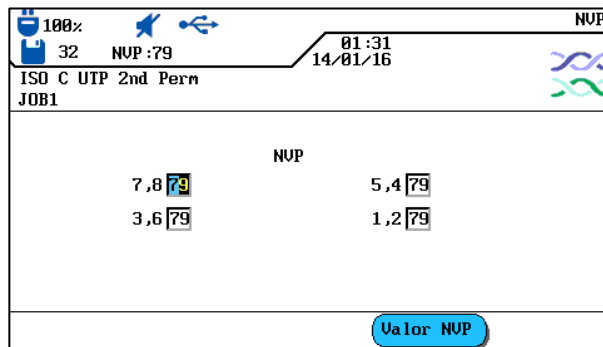 100%
NVP
32 NVP:79
01:31
14/01/16
ISO C UTP 2nd Perm
JOB1
NVP
7,8 79 5,4 79
3,6 79 1,2 79
Valor NVP